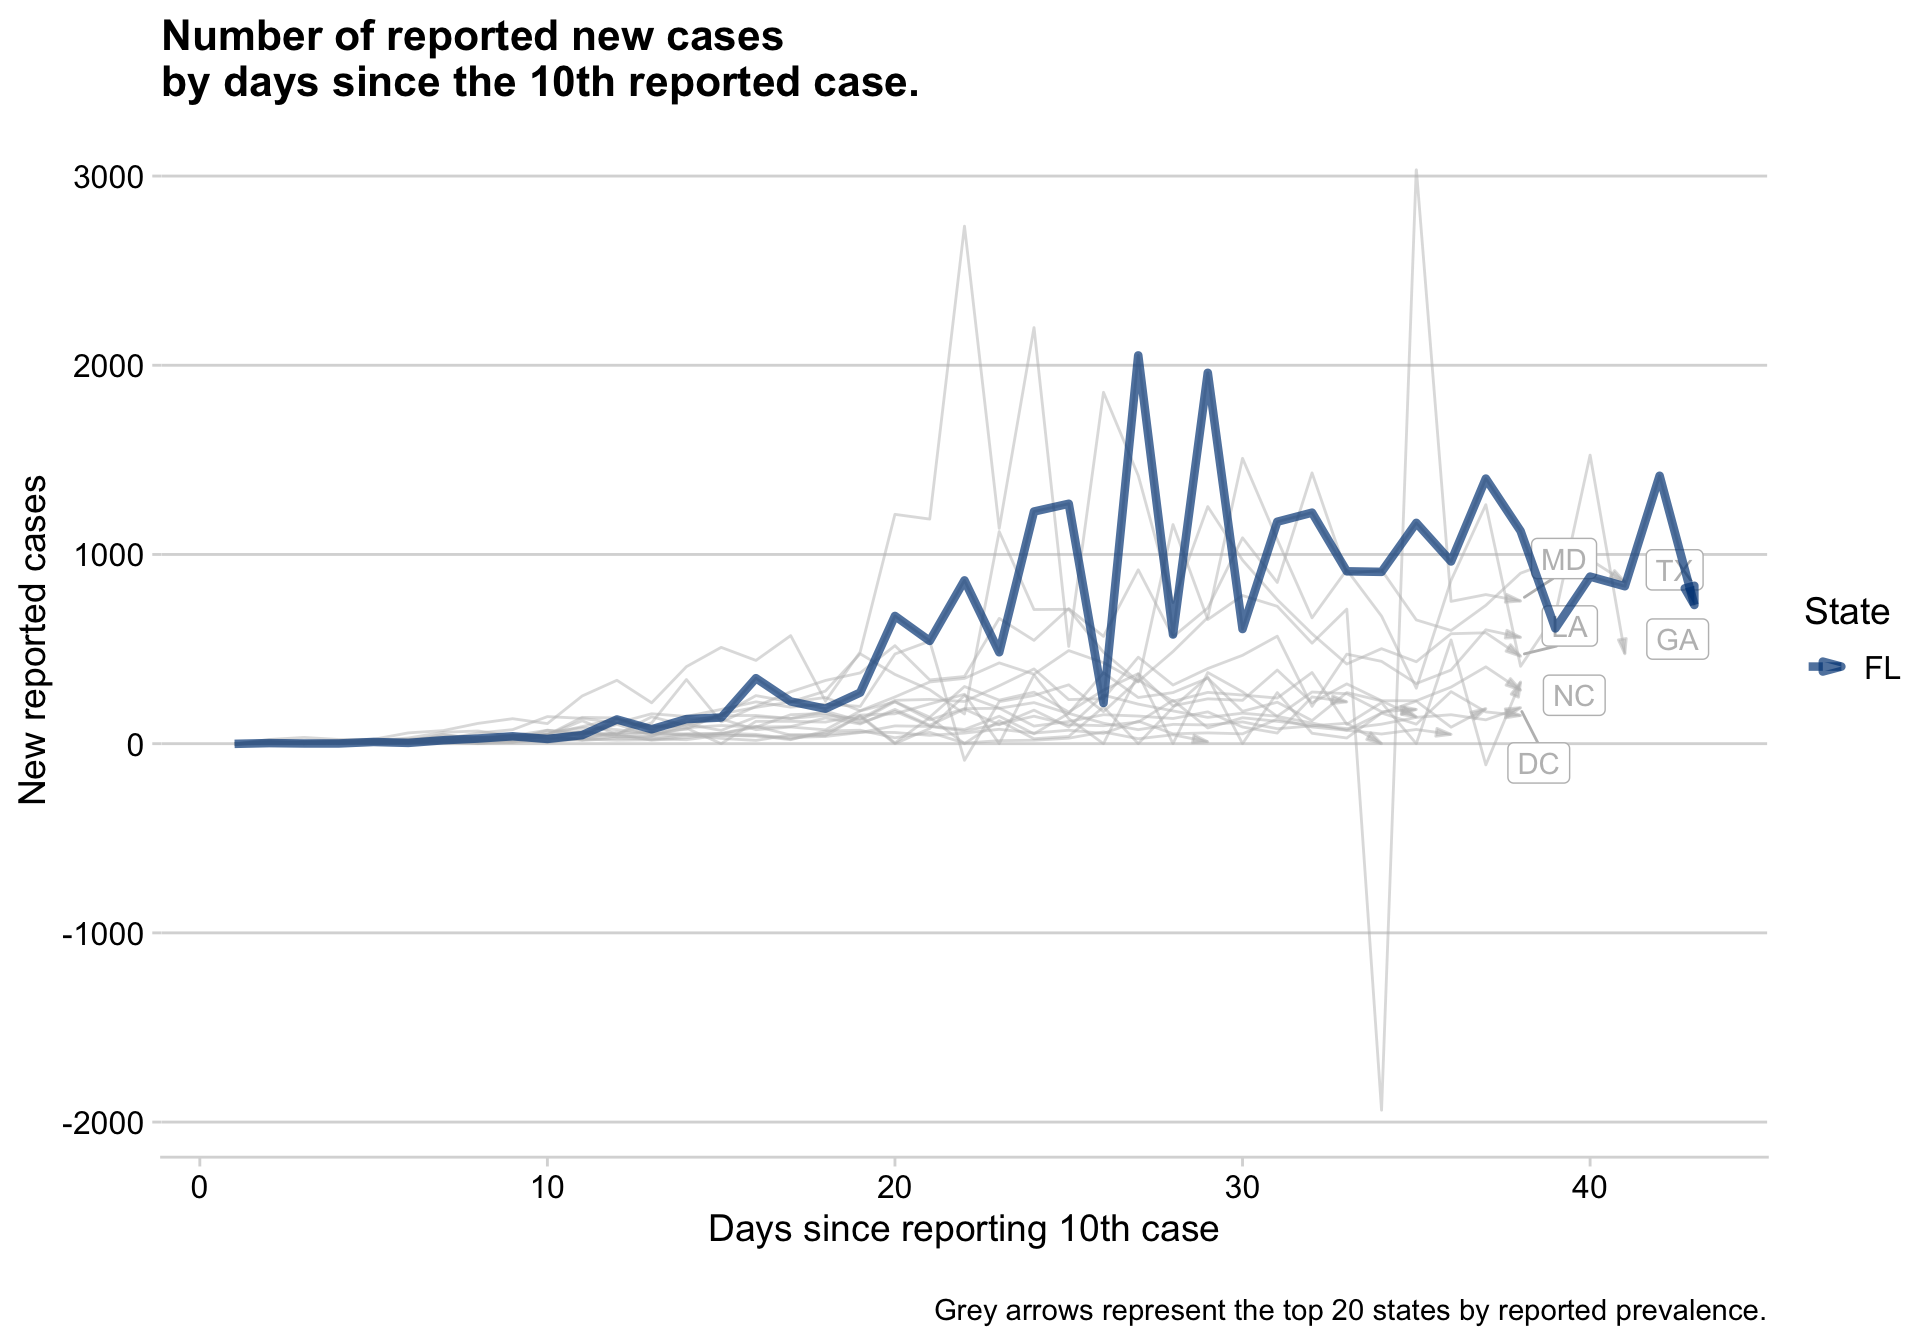 Number of reported new cases
by days since the 10th reported case.
3000
2000
1000
0
-1000
-2000
New reported cases
MD
TX
LA
GA
NC
DC
State
FL
0 10 20 30 40
Days since reporting 10th case
Grey arrows represent the top 20 states by reported prevalence.